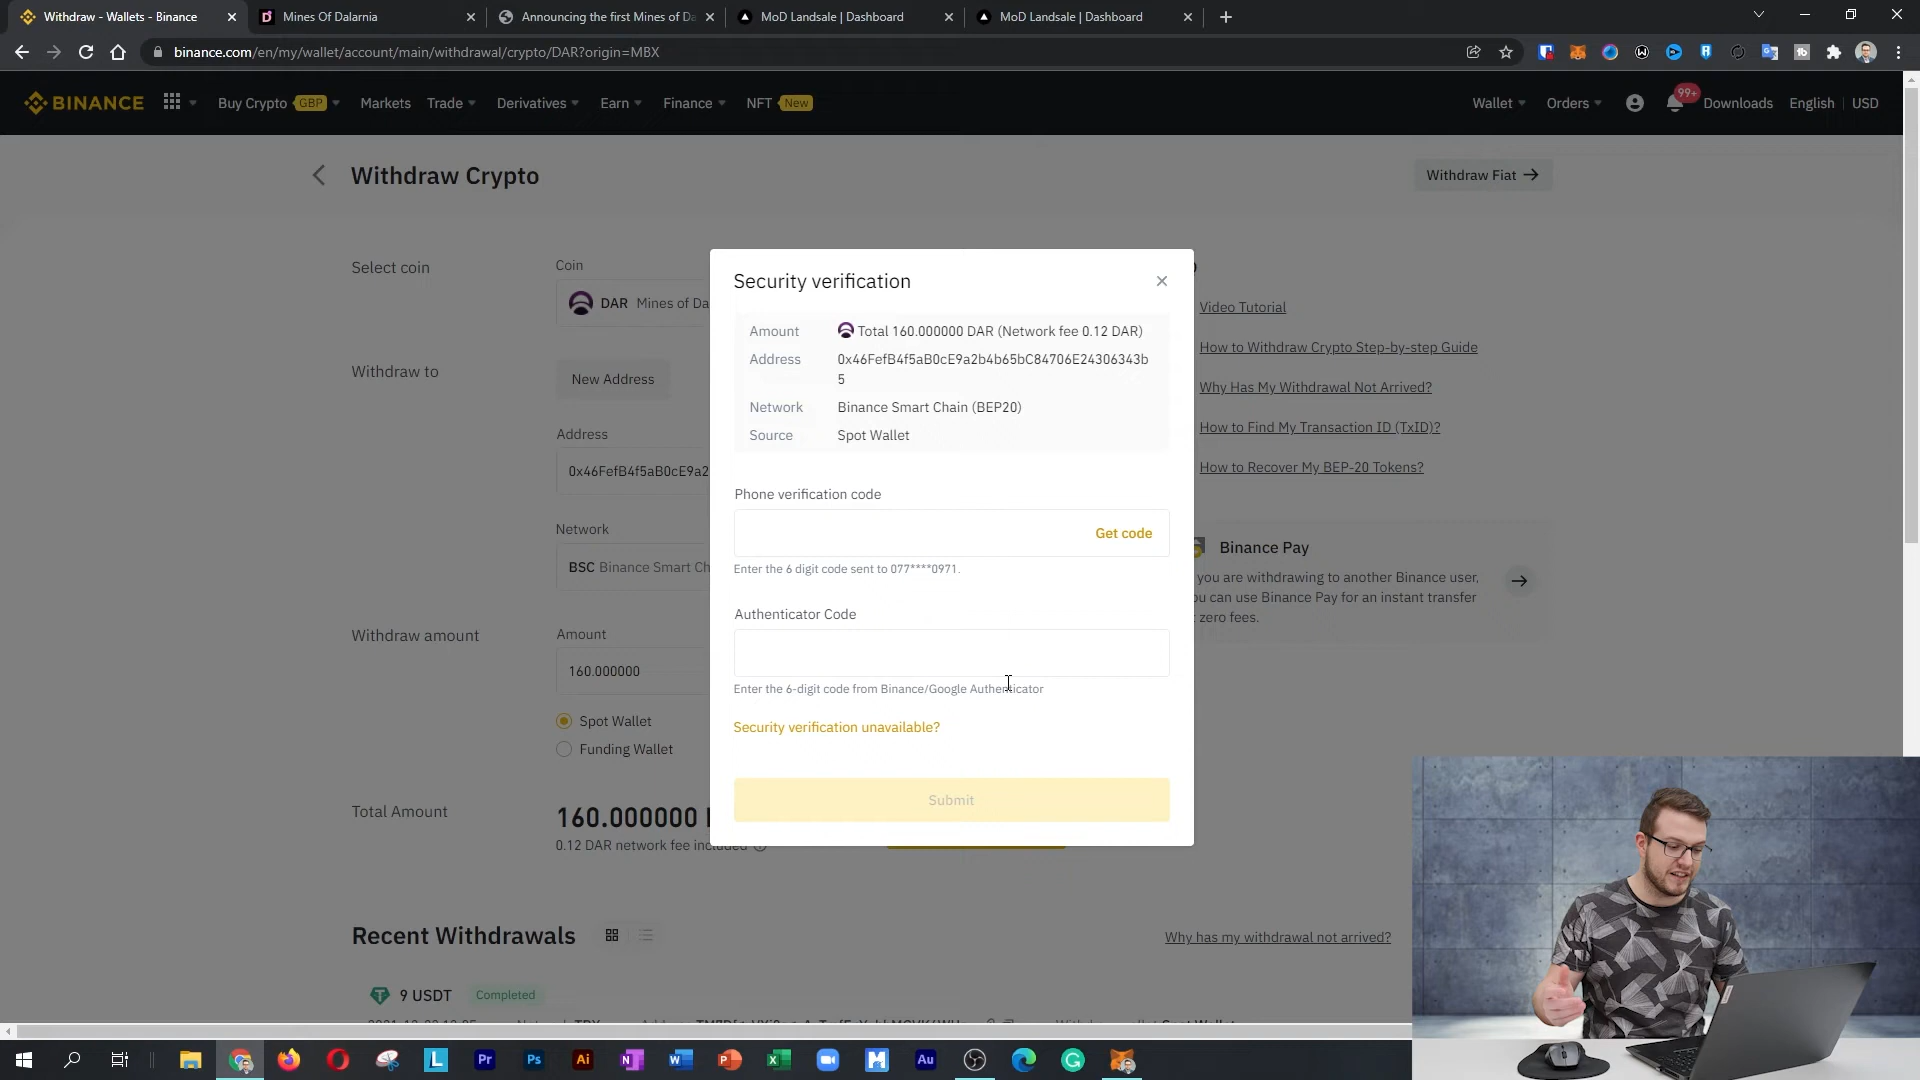 Withdraw - Wallets - Binance
Mines Of Dalarnia
Announcing the first Mines of Da
MoD Landsale | Dashboard
MoD Landsale | Dashboard
binance.com/en/my/wallet/account/main/withdrawal/crypto/DAR?origin=MBX
BINANCE
Buy Crypto GBP
Markets
Trade
Derivatives
Earn
Finance
NFT New
Wallet
Orders
99+
Downloads
English
USD
Withdraw Crypto
Withdraw Fiat
Select coin
Coin
DAR Mines of Da
Withdraw to
New Address
Address
0x46FefB4f5aB0cE9a2
Network
BSC Binance Smart Ch
Withdraw amount
Amount
160.000000
Spot Wallet
Funding Wallet
Total Amount
160.000000
0.12 DAR network fee included
Security verification
Amount
Total 160.000000 DAR (Network fee 0.12 DAR)
Address
0x46FefB4f5aB0cE9a2b4b65bC84706E24306343b
5
Network
Binance Smart Chain (BEP20)
Source
Spot Wallet
Phone verification code
Get code
Enter the 6 digit code sent to 077****0971.
Authenticator Code
Enter the 6-digit code from Binance/Google Authenticator
Security verification unavailable?
Submit
Video Tutorial
How to Withdraw Crypto Step-by-step Guide
Why Has My Withdrawal Not Arrived?
How to Find My Transaction ID (TxID)?
How to Recover My BEP-20 Tokens?
Binance Pay
you are withdrawing to another Binance user,
can use Binance Pay for an instant transfer
zero fees.
Recent Withdrawals
Why has my withdrawal not arrived?
9 USDT
Completed
Spot Wallet
L
Pr
Ps
Ai
N
W
P
X
M
Au
G